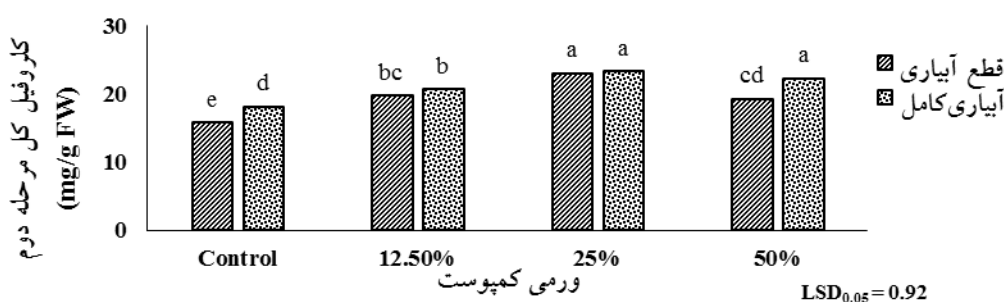 کلروفیل کل مرحله دوم
(mg/g FW)
30
20
10
0
e
d
bc
b
a
a
cd
a
Control
12.50%
25%
50%
ورمی کمپوست
قطع آبیاری
آبیاری کامل
LSD0.05= 0.92